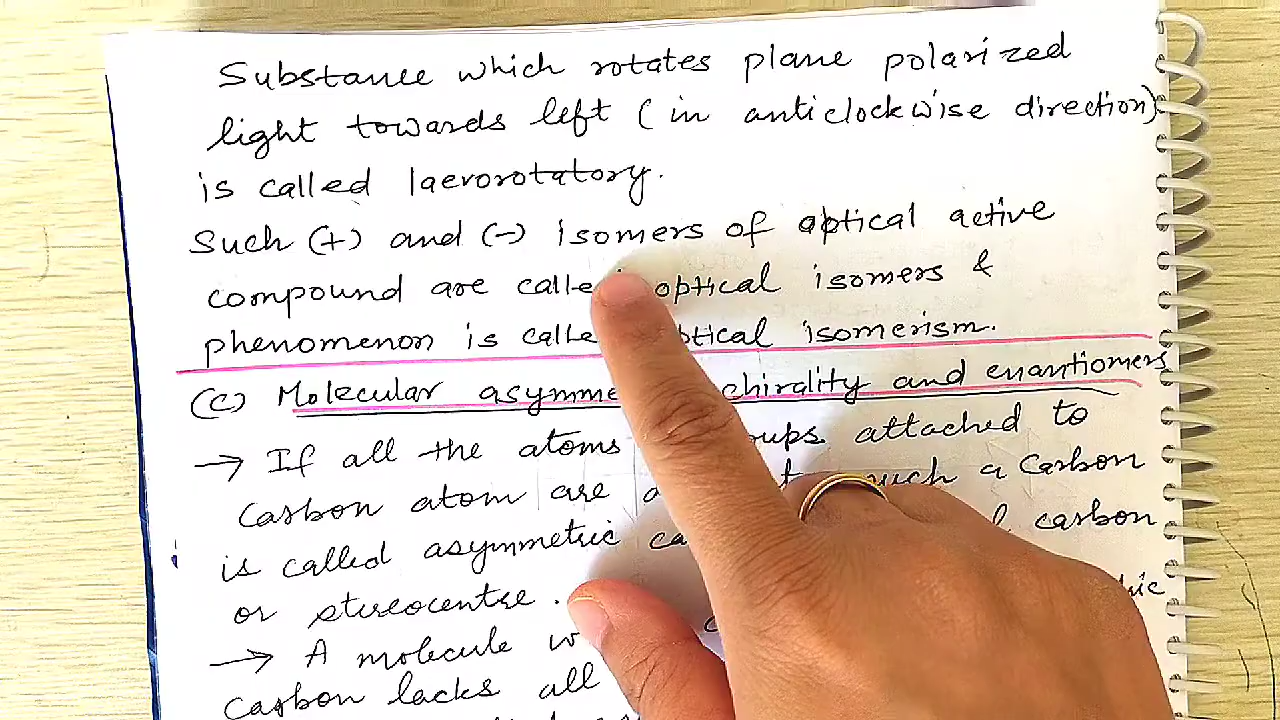 Substance which rotates plane polarized
light towards left (in anticlockwise direction)
is called laevorotatory.
Such (+) and (-) isomers of optical active
compound are calle optical isomers &
phenomenon is calle ptical isomerism.
(C) Molecular asymme chirality and enantiomers
→ If all the atoms oups attached to
Carbon atom are such a Carbon
is called asymmetric ca carbon
or stereocentre.
→ A molecule
Carbon lacks all